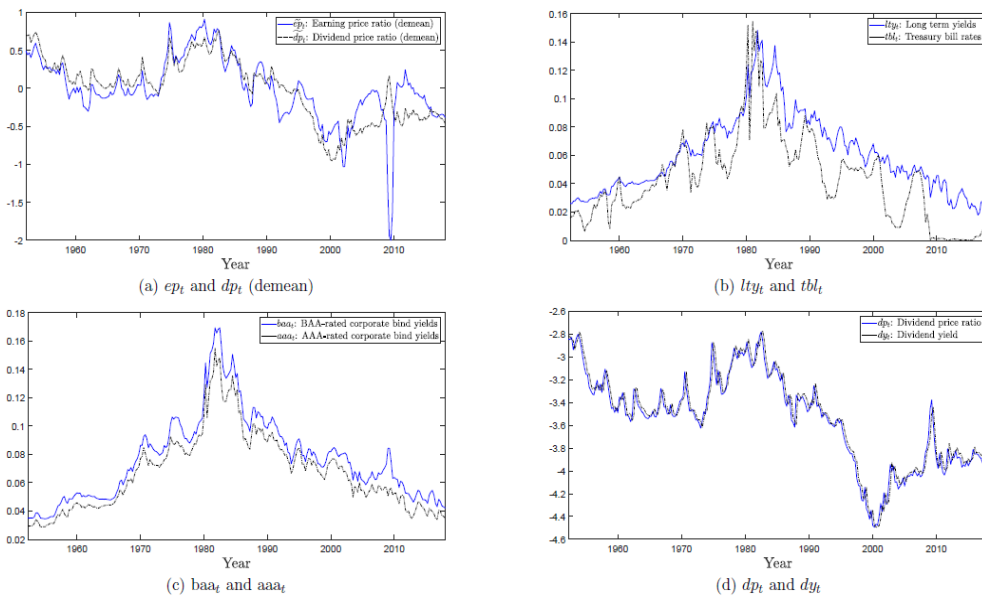 ẽp_t: Earning price ratio (demean)
d̃p_t: Dividend price ratio (demean)
1
0.5
0
-0.5
-1
-1.5
-2
1960 1970 1980 1990 2000 2010
Year
(a) ep_t and dp_t (demean)
lty_t: Long term yields
tbl_t: Treasury bill rates
0.16
0.14
0.12
0.1
0.08
0.06
0.04
0.02
0
1960 1970 1980 1990 2000 2010
Year
(b) lty_t and tbl_t
baa_t: BAA-rated corporate bind yields
aaa_t: AAA-rated corporate bind yields
0.18
0.16
0.14
0.12
0.1
0.08
0.06
0.04
0.02
1960 1970 1980 1990 2000 2010
Year
(c) baa_t and aaa_t
dp_t: Dividend price ratio
dy_t: Dividend yield
-2.6
-2.8
-3
-3.2
-3.4
-3.6
-3.8
-4
-4.2
-4.4
-4.6
1960 1970 1980 1990 2000 2010
Year
(d) dp_t and dy_t